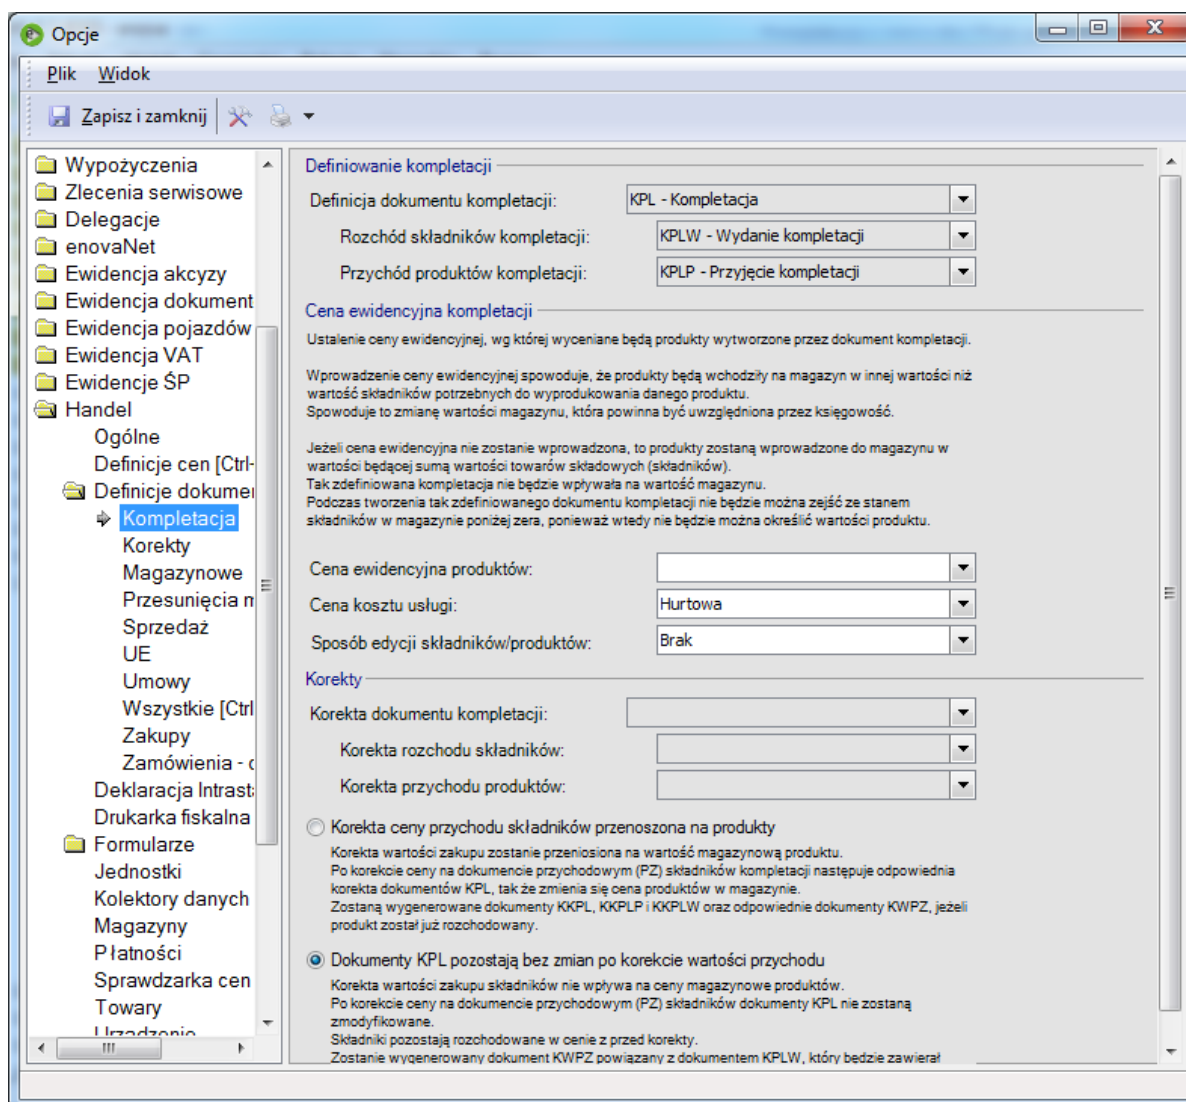 Opcje
Plik Widok
Zapisz i zamknij
Wypożyczenia
Zlecenia serwisowe
Delegacje
enovaNet
Ewidencja akcyzy
Ewidencja dokument
Ewidencja pojazdów
Ewidencja VAT
Ewidencje ŚP
Handel
Ogólne
Definicje cen [Ctrl-
Definicje dokumer
Kompletacja
Korekty
Magazynowe
Przesunięcia m
Sprzedaż
UE
Umowy
Wszystkie [Ctrl
Zakupy
Zamówienia - o
Deklaracja Intrasta
Drukarka fiskalna
Formularze
Jednostki
Kolektory danych
Magazyny
Płatności
Sprawdzarka cen
Towary
Urządzenia
Definiowanie kompletacji
Definicja dokumentu kompletacji: KPL - Kompletacja
Rozchód składników kompletacji: KPLW - Wydanie kompletacji
Przychód produktów kompletacji: KPLP - Przyjęcie kompletacji
Cena ewidencyjna kompletacji
Ustalenie ceny ewidencyjnej, wg której wyceniane będą produkty wytworzone przez dokument kompletacji.
Wprowadzenie ceny ewidencyjnej spowoduje, że produkty będą wchodziły na magazyn w innej wartości niż
wartość składników potrzebnych do wyprodukowania danego produktu.
Spowoduje to zmianę wartości magazynu, która powinna być uwzględniona przez księgowość.
Jeżeli cena ewidencyjna nie zostanie wprowadzona, to produkty zostaną wprowadzone do magazynu w
wartości będącej sumą wartości towarów składowych (składników).
Tak zdefiniowana kompletacja nie będzie wpływała na wartość magazynu.
Podczas tworzenia tak zdefiniowanego dokumentu kompletacji nie będzie można zejść ze stanem
składników w magazynie poniżej zera, ponieważ wtedy nie będzie można określić wartości produktu.
Cena ewidencyjna produktów:
Cena kosztu usługi: Hurtowa
Sposób edycji składników/produktów: Brak
Korekty
Korekta dokumentu kompletacji:
Korekta rozchodu składników:
Korekta przychodu produktów:
Korekta ceny przychodu składników przenoszona na produkty
Korekta wartości zakupu zostanie przeniosiona na wartość magazynową produktu.
Po korekcie ceny na dokumencie przychodowym (PZ) składników kompletacji następuje odpowiednia
korekta dokumentów KPL, tak że zmienia się cena produktów w magazynie.
Zostaną wygenerowane dokumenty KKPL, KKPLP i KKPLW oraz odpowiednie dokumenty KWPZ, jeżeli
produkt został już rozchodowany.
Dokumenty KPL pozostają bez zmian po korekcie wartości przychodu
Korekta wartości zakupu składników nie wpływa na ceny magazynowe produktów.
Po korekcie ceny na dokumencie przychodowym (PZ) składników dokumenty KPL nie zostaną
zmodyfikowane.
Składniki pozostają rozchodowane w cenie z przed korekty.
Zostanie wygenerowany dokument KWPZ powiązany z dokumentem KPLW, który będzie zawierał